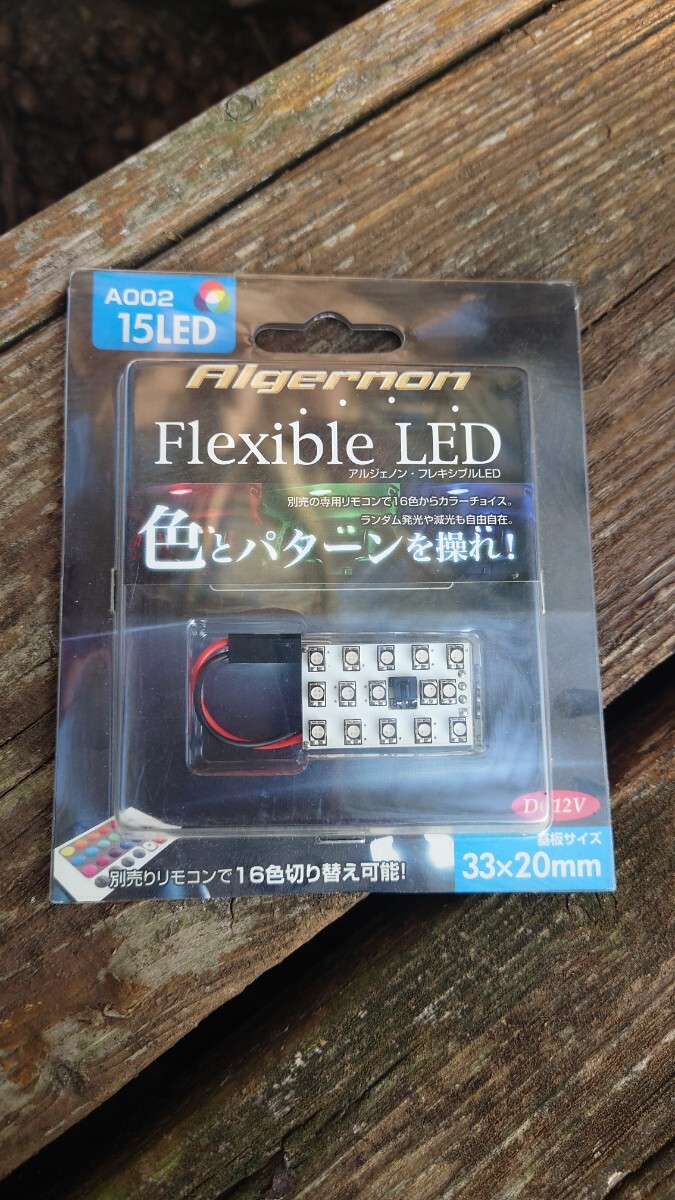 A002
15LED
Algernon
Flexible LED
アルジェノン・フレキシブルLED
別売の専用リモコンで16色からカラーチョイス。
ランダム発光や減光も自由自在。
色とパターンを操れ!
DC12V
別売りリモコンで16色切り替え可能!
基板サイズ
33×20mm